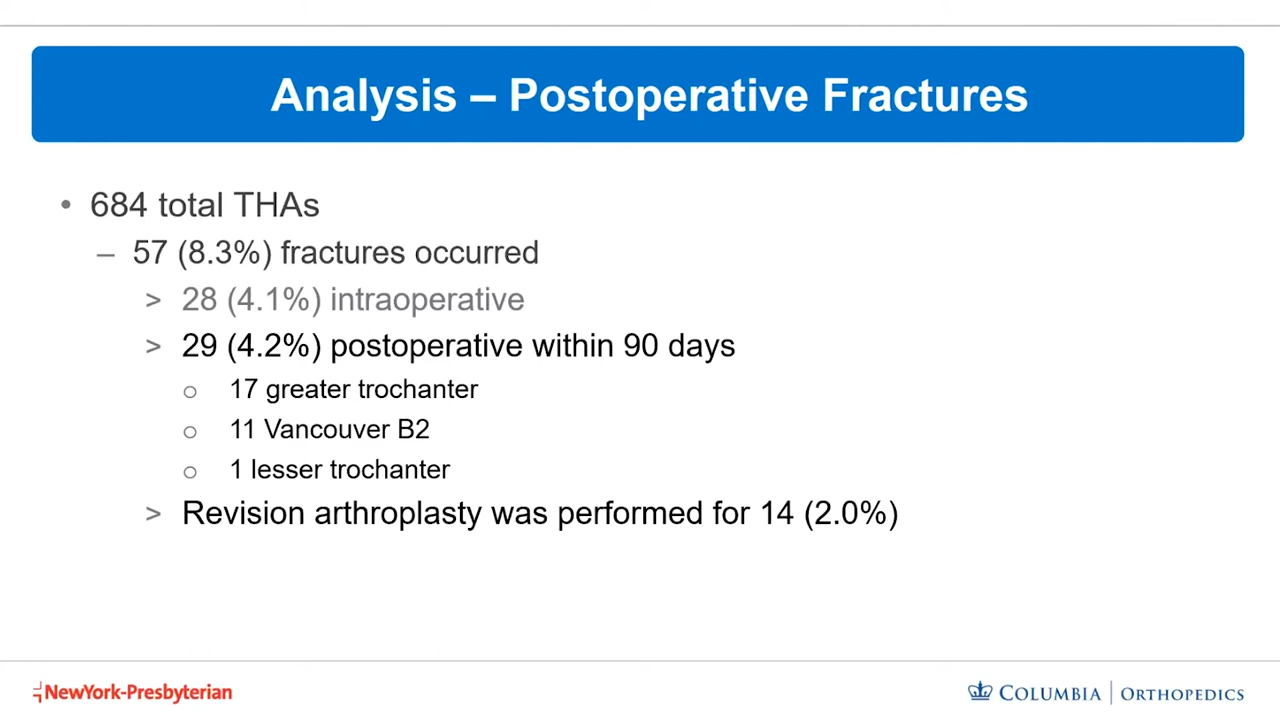 Analysis – Postoperative Fractures
• 684 total THAs
– 57 (8.3%) fractures occurred
> 28 (4.1%) intraoperative
> 29 (4.2%) postoperative within 90 days
o 17 greater trochanter
o 11 Vancouver B2
o 1 lesser trochanter
> Revision arthroplasty was performed for 14 (2.0%)
NewYork-Presbyterian
COLUMBIA | ORTHOPEDICS